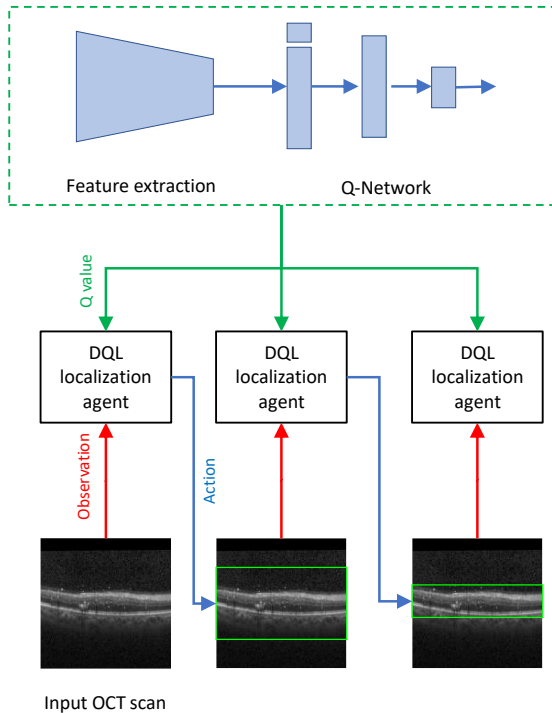 Feature extraction
Q-Network
Q value
DQL
localization
agent
DQL
localization
agent
DQL
localization
agent
Observation
Action
Input OCT scan